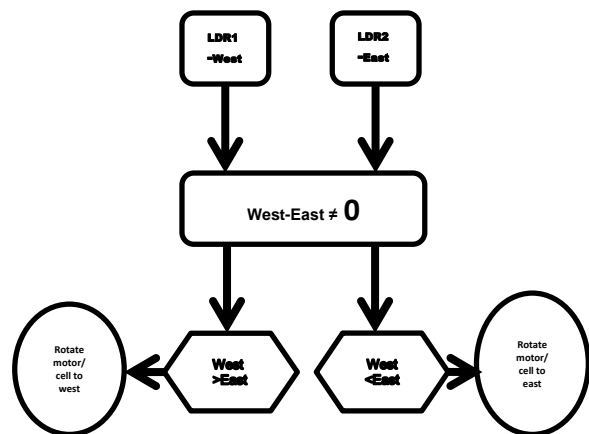 LDR1
-West
LDR2
-East
West-East ≠ 0
Rotate
motor/
cell to
west
West
>East
West
<East
Rotate
motor/
cell to
east